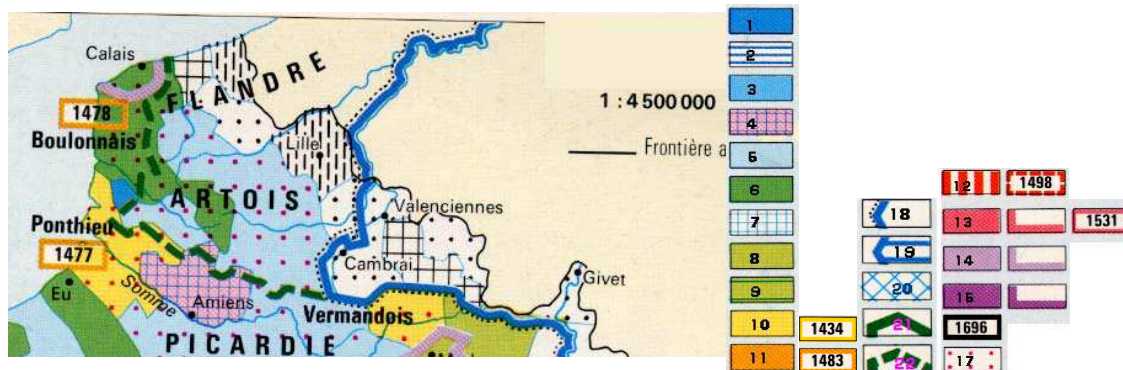 Calais
FLANDRE
1478
Boulonnais
Lille
ARTOIS
Ponthieu
1477
Valenciennes
Cambrai
Eu
Somme
Amiens
Givet
Vermandois
PICARDIE
1 : 4 500 000
Frontière a
1
2
3
4
5
6
7
8
9
10
1434
11
1483
12
1498
13
1531
14
15
1696
17
18
19
20
21
22